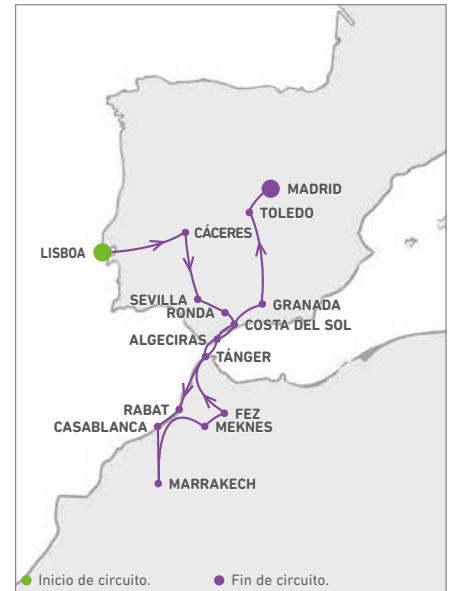 MADRID
TOLEDO
CÁCERES
LISBOA
SEVILLA
GRANADA
RONDA
COSTA DEL SOL
ALGECIRAS
TÁNGER
RABAT
FEZ
CASABLANCA
MEKNES
MARRAKECH
Inicio de circuito.
Fin de circuito.